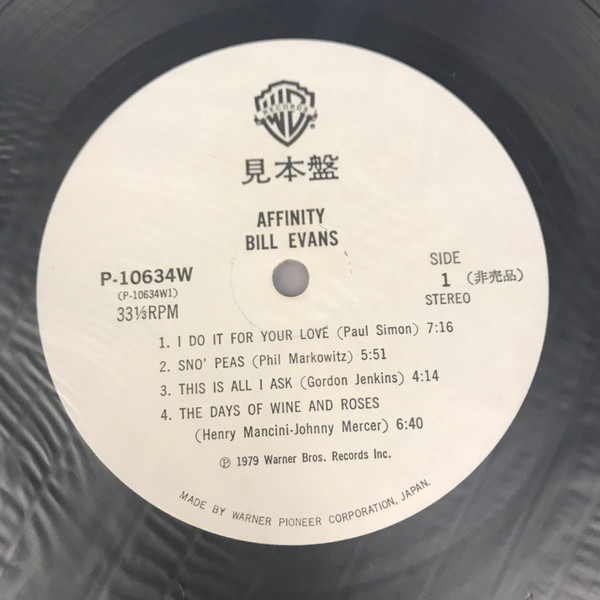 WB
RECORDS
®
見本盤
AFFINITY
BILL EVANS
P-10634W
(P-10634W1)
33⅓RPM
SIDE
1 (非売品)
STEREO
1. I DO IT FOR YOUR LOVE (Paul Simon) 7:16
2. SNO' PEAS (Phil Markowitz) 5:51
3. THIS IS ALL I ASK (Gordon Jenkins) 4:14
4. THE DAYS OF WINE AND ROSES
(Henry Mancini-Johnny Mercer) 6:40
℗ 1979 Warner Bros. Records Inc.
MADE BY WARNER PIONEER CORPORATION, JAPAN.